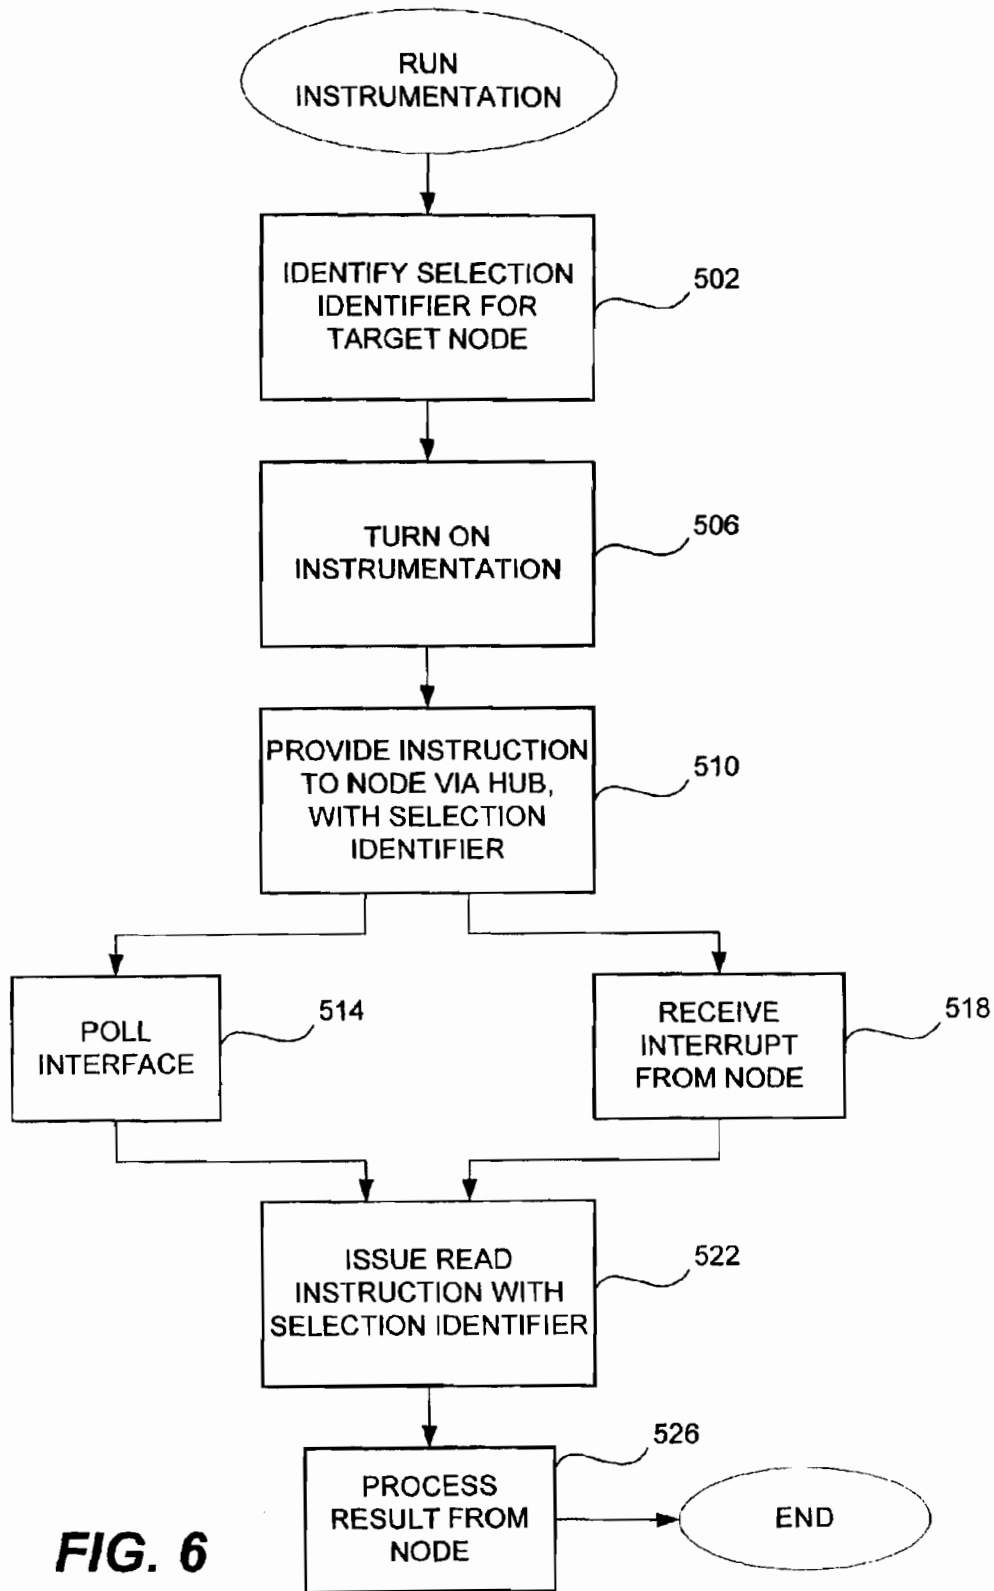 RUN
INSTRUMENTATION
IDENTIFY SELECTION
IDENTIFIER FOR
TARGET NODE
502
TURN ON
INSTRUMENTATION
506
PROVIDE INSTRUCTION
TO NODE VIA HUB,
WITH SELECTION
IDENTIFIER
510
POLL
INTERFACE
514
RECEIVE
INTERRUPT
FROM NODE
518
ISSUE READ
INSTRUCTION WITH
SELECTION IDENTIFIER
522
PROCESS
RESULT FROM
NODE
526
END
FIG. 6